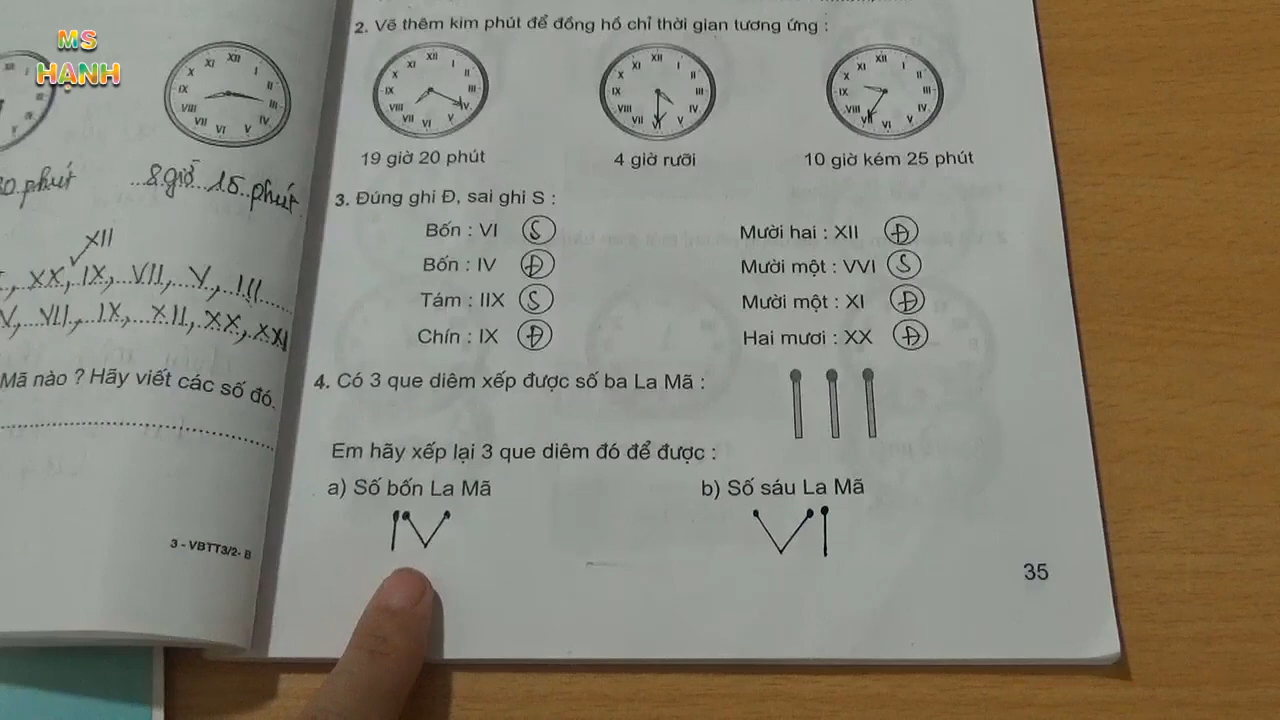 MS
HẠNH
phút
8 giờ 15 phút
XII
XX, IX, VII, V, III
V, VII, IX, XII, XX, XXI
Mã nào ? Hãy viết các số đó.
3 - VBTT3/2- B
2. Vẽ thêm kim phút để đồng hồ chỉ thời gian tương ứng :
19 giờ 20 phút
4 giờ rưỡi
10 giờ kém 25 phút
3. Đúng ghi Đ, sai ghi S :
Bốn : VI S
Mười hai : XII Đ
Bốn : IV Đ
Mười một : VVI S
Tám : IIX S
Mười một : XI Đ
Chín : IX Đ
Hai mươi : XX Đ
4. Có 3 que diêm xếp được số ba La Mã :
Em hãy xếp lại 3 que diêm đó để được :
a) Số bốn La Mã
b) Số sáu La Mã
IV
VI
35